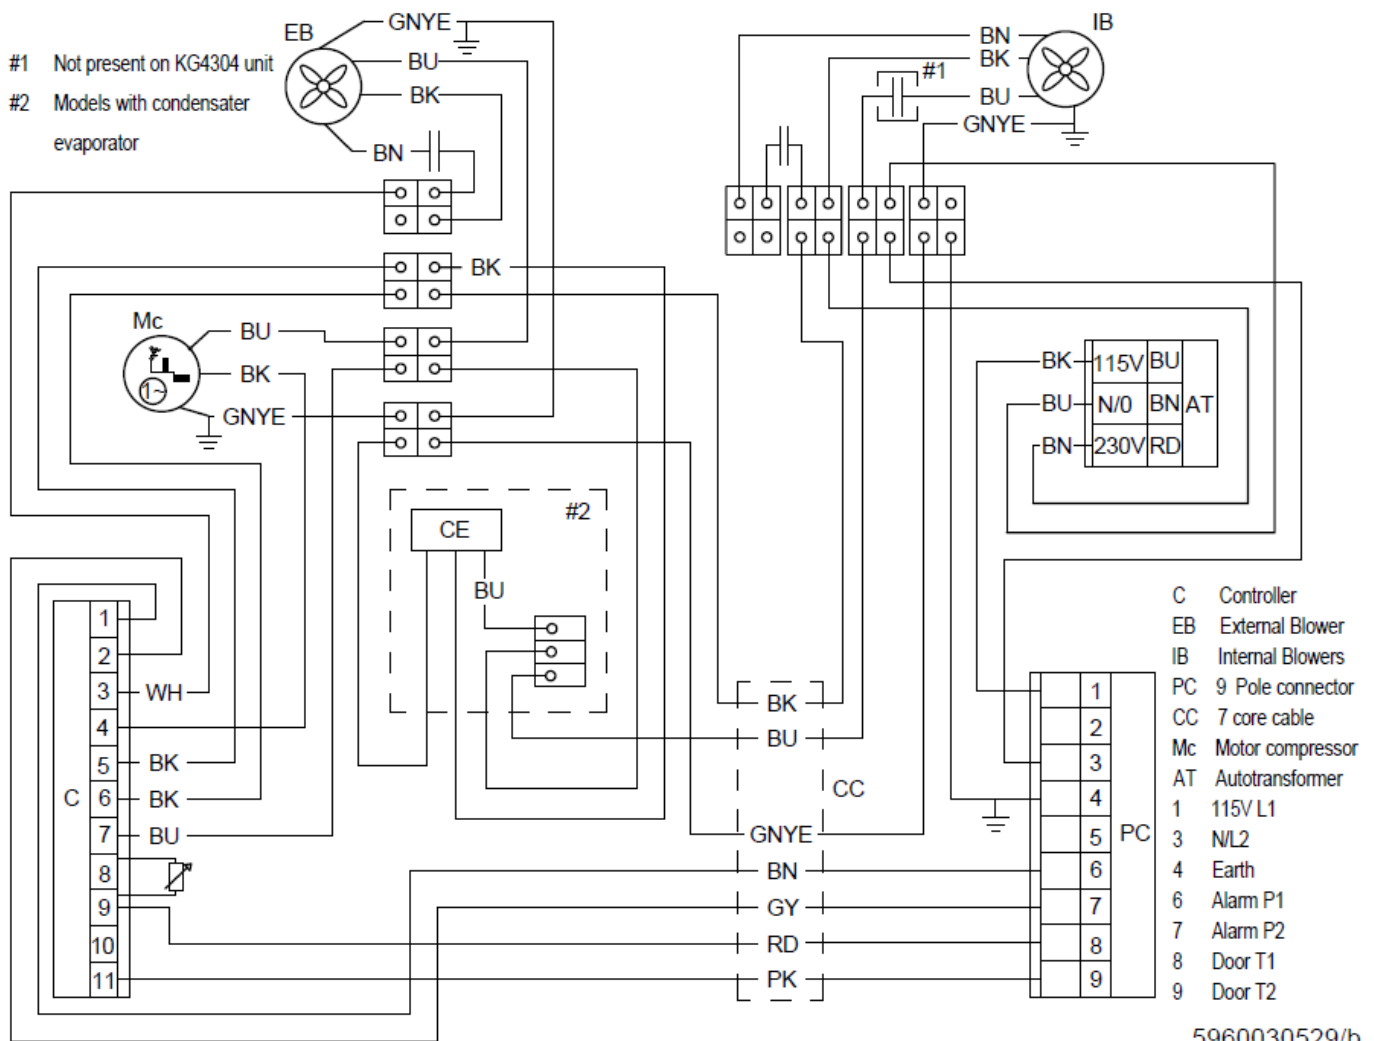 EB
GNYE
BU
BK
BN
#1 Not present on KG4304 unit
#2 Models with condensater
evaporator
IB
BN
BK
#1
BU
GNYE
BK
Mc
BU
BK
1~
GNYE
BK 115V BU
BU N/0 BN AT
BN 230V RD
#2
CE
BU
C
1
2
3 WH
4
5 BK
6 BK
7 BU
8
9
10
11
BK
BU
CC
GNYE
BN
GY
RD
PK
PC
1
2
3
4
5
6
7
8
9
C Controller
EB External Blower
IB Internal Blowers
PC 9 Pole connector
CC 7 core cable
Mc Motor compressor
AT Autotransformer
1 115V L1
3 N/L2
4 Earth
6 Alarm P1
7 Alarm P2
8 Door T1
9 Door T2
5960030529/b